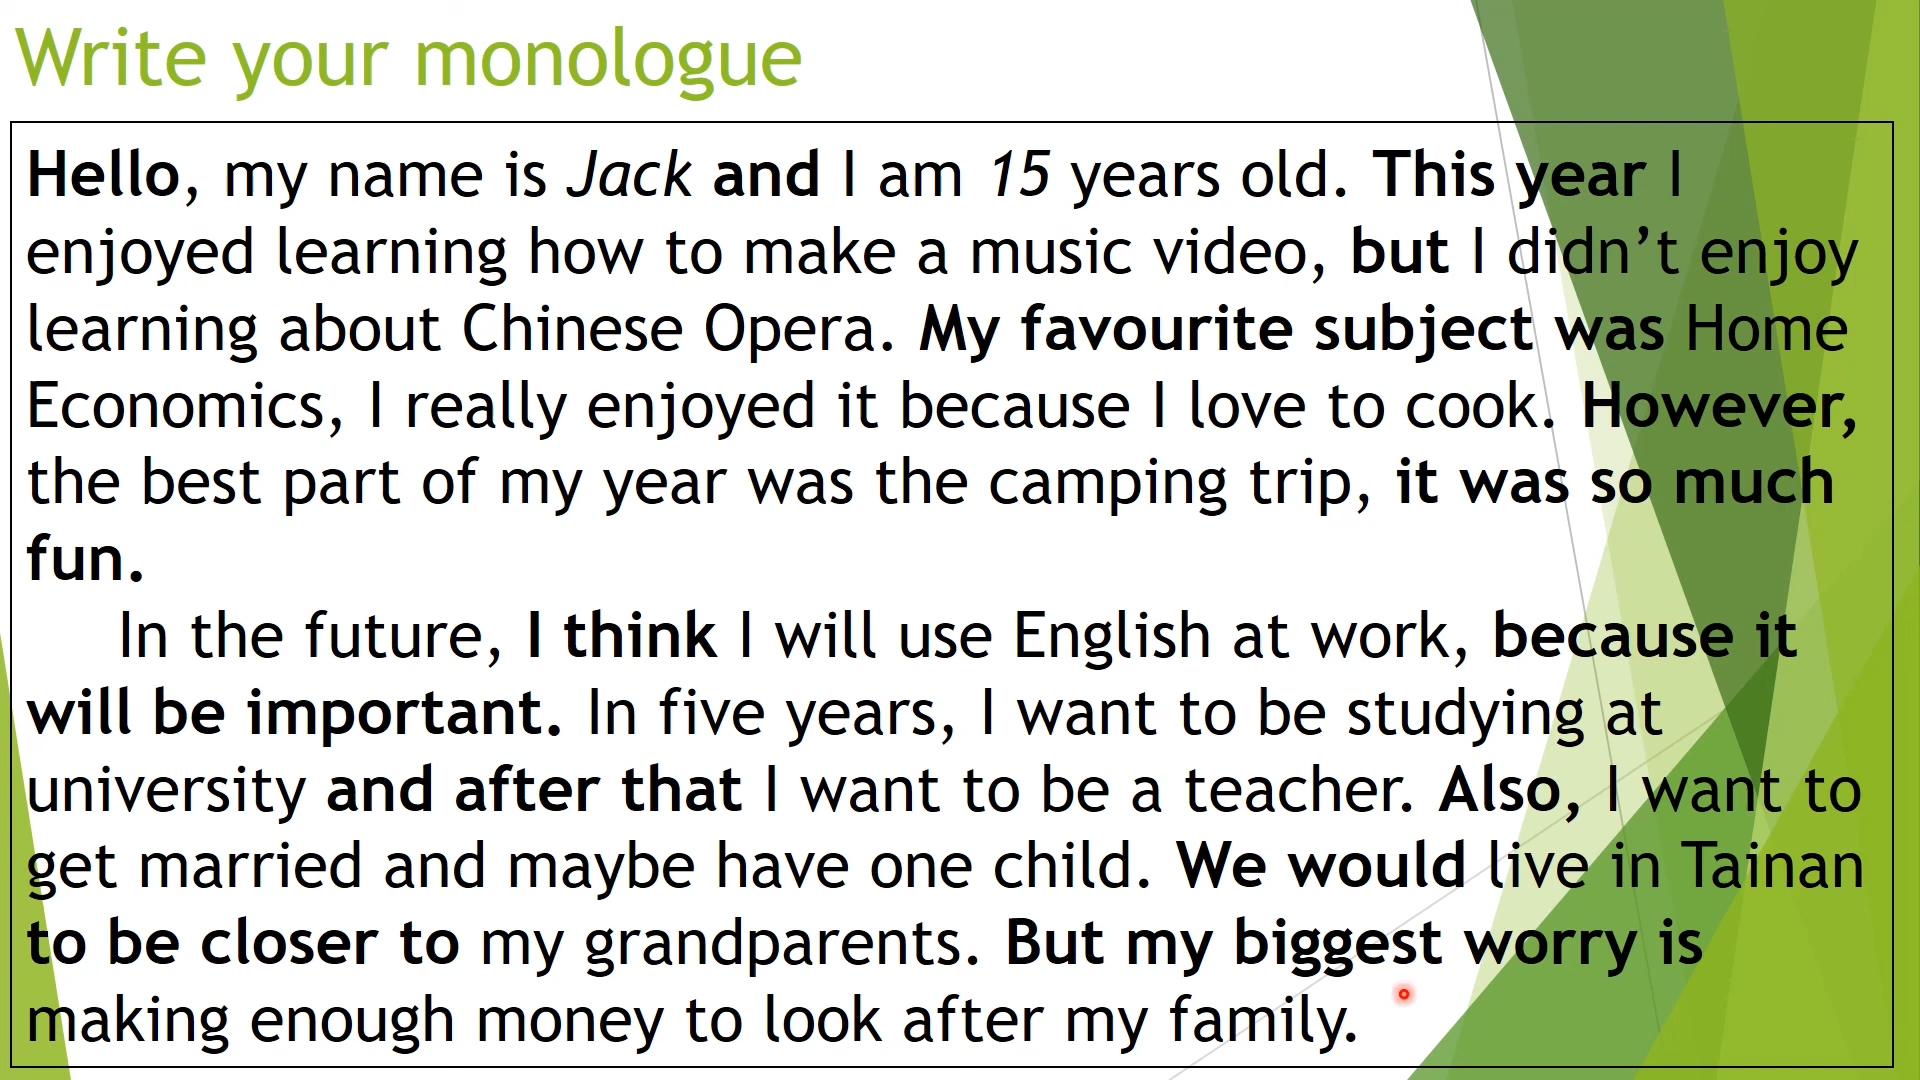 Write your monologue
Hello, my name is Jack and I am 15 years old. This year I
enjoyed learning how to make a music video, but I didn’t enjoy
learning about Chinese Opera. My favourite subject was Home
Economics, I really enjoyed it because I love to cook. However,
the best part of my year was the camping trip, it was so much
fun.
In the future, I think I will use English at work, because it
will be important. In five years, I want to be studying at
university and after that I want to be a teacher. Also, I want to
get married and maybe have one child. We would live in Tainan
to be closer to my grandparents. But my biggest worry is
making enough money to look after my family.